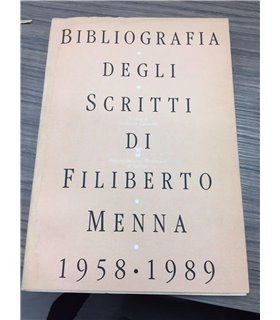 BIBLIOGRAFIA
DEGLI
SCRITTI
DI
FILIBERTO
MENNA
1958 · 1989